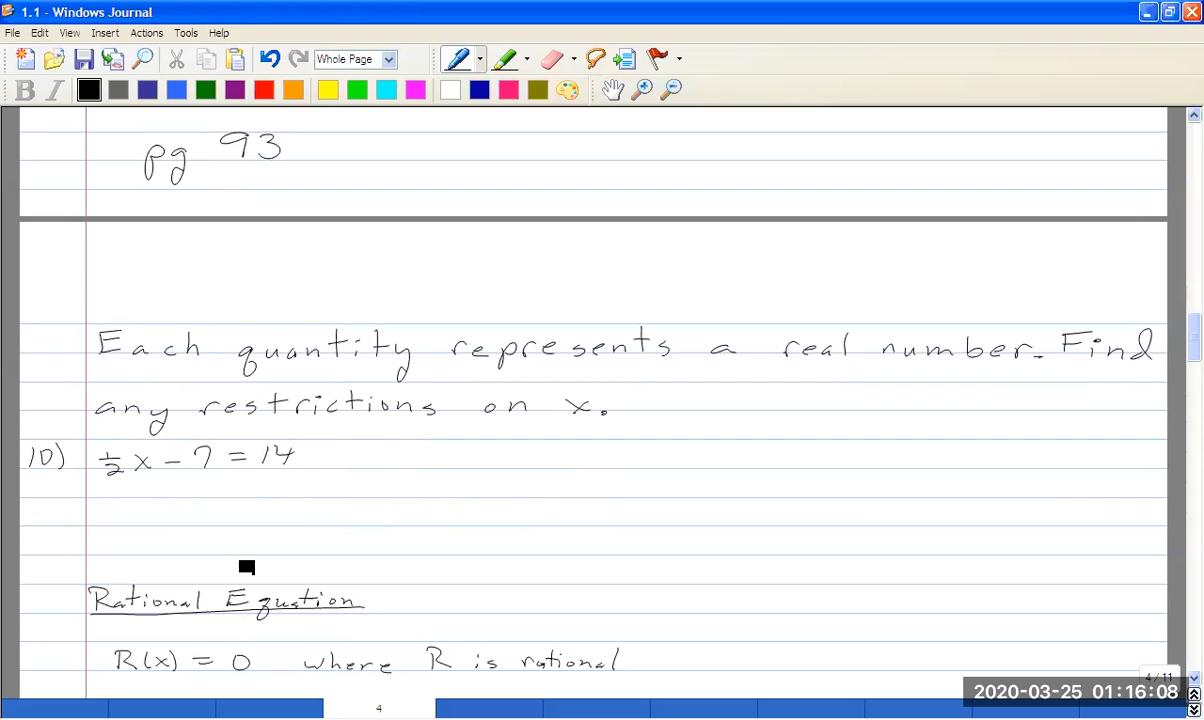 1.1 - Windows Journal
File Edit View Insert Actions Tools Help
Whole Page
B I
pg 93
Each quantity represents a real number. Find
any restrictions on x.
10) 1/2 x - 7 = 14
Rational Equation
R(x) = 0 where R is rational
4 / 11
2020-03-25 01:16:08
4